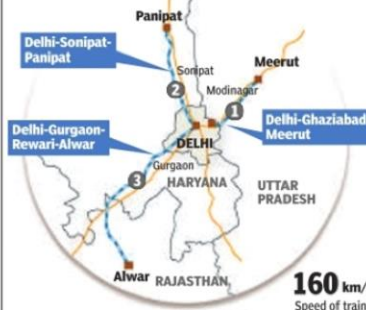 Panipat
Delhi-Sonipat-
Panipat
Sonipat
Meerut
Modinagar
2
1
Delhi-Ghaziabad
Meerut
Delhi-Gurgaon-
Rewari-Alwar
DELHI
Gurgaon
3
HARYANA
UTTAR
PRADESH
Alwar
RAJASTHAN
160 km/
Speed of train